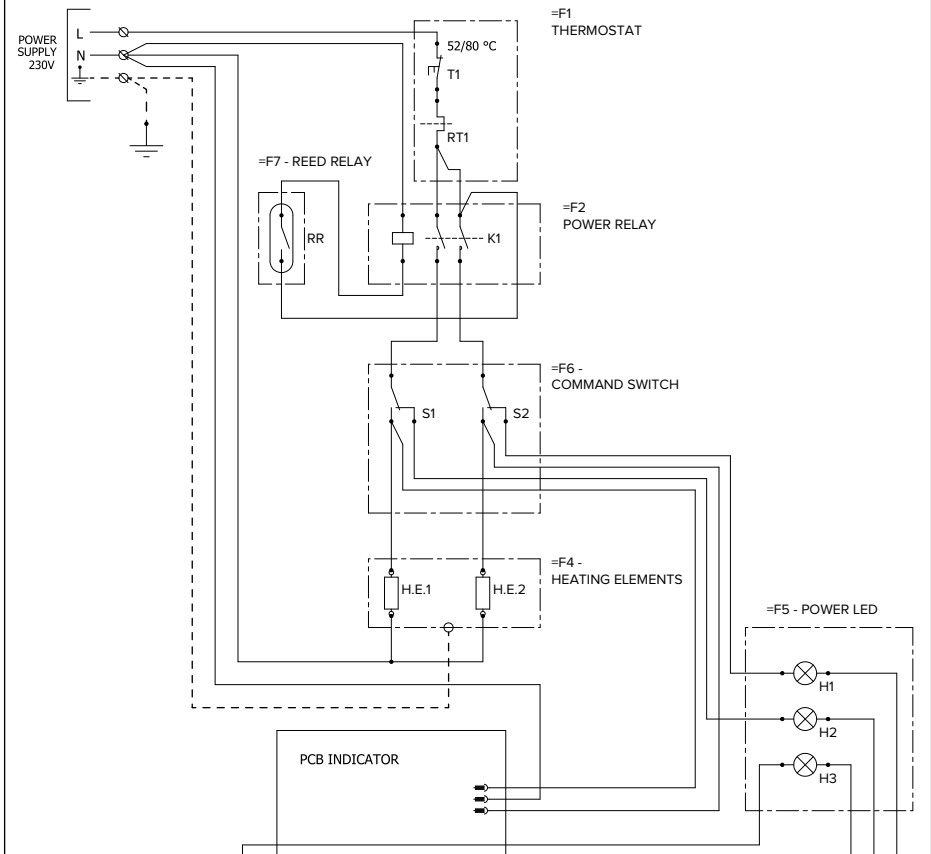 =F1
THERMOSTAT
L
POWER
SUPPLY
230V
N
52/80 °C
T1
RT1
=F7 - REED RELAY
=F2
POWER RELAY
RR
K1
=F6 -
COMMAND SWITCH
S1
S2
=F4 -
HEATING ELEMENTS
H.E.1
H.E.2
=F5 - POWER LED
H1
H2
PCB INDICATOR
H3